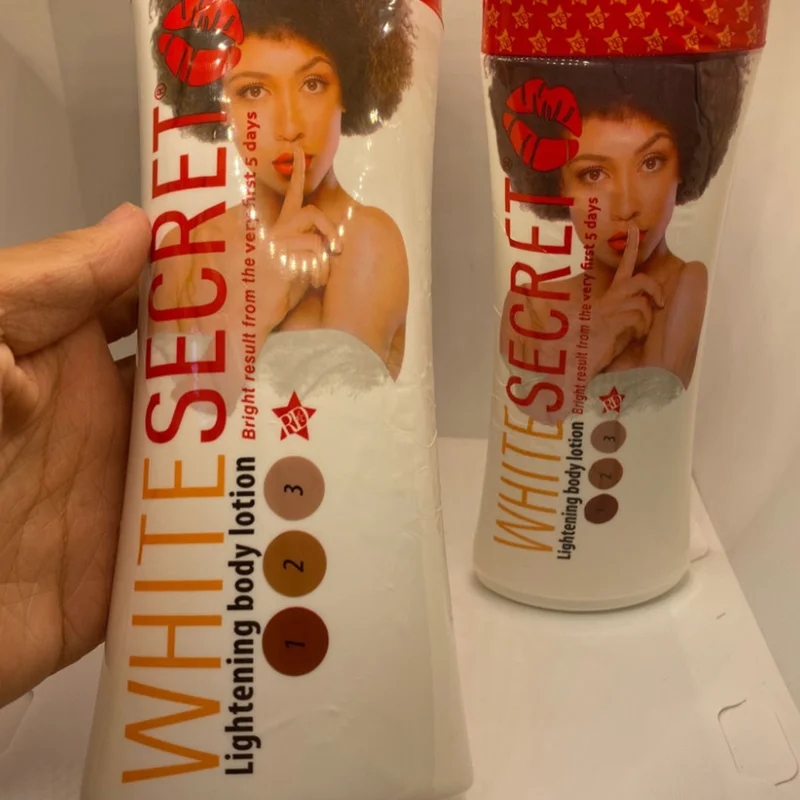 WHITE SECRET®
Bright result from the very first 5 days
Lightening body lotion
1 2 3
WHITE SECRET®
Bright result from the very first 5 days
Lightening body lotion
1 2 3